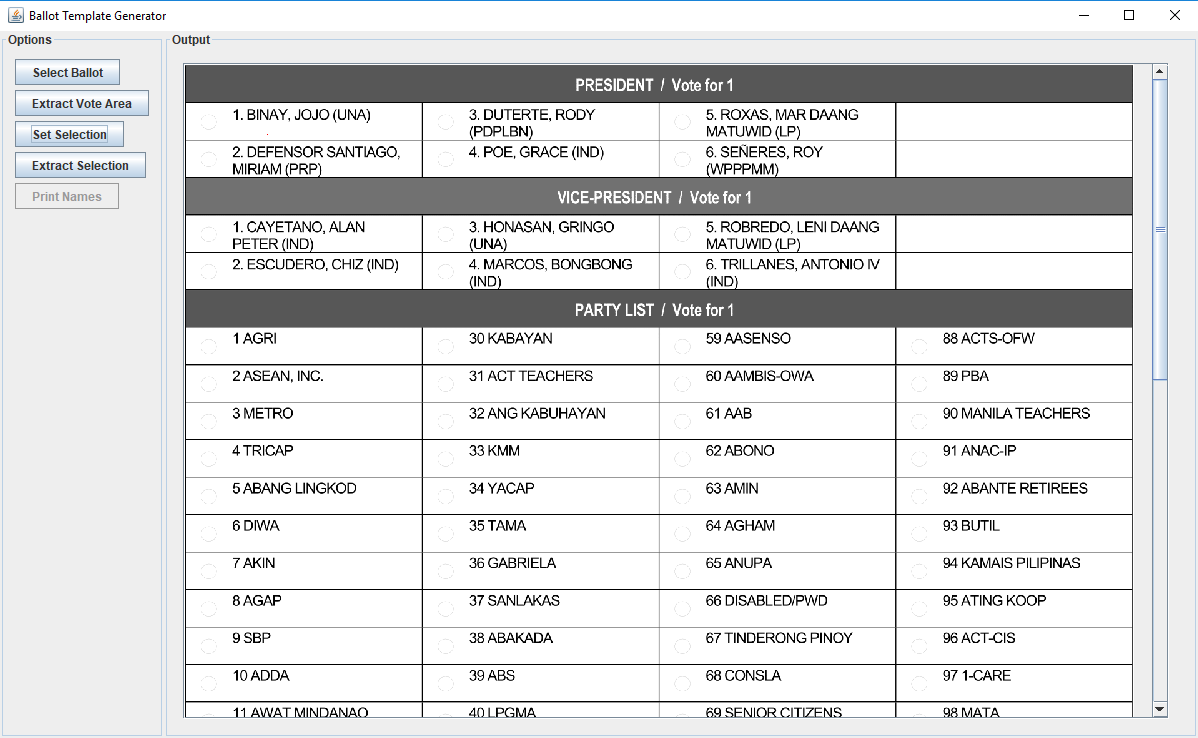 Ballot Template Generator
Options
Select Ballot
Extract Vote Area
Set Selection
Extract Selection
Print Names
Output
PRESIDENT / Vote for 1
1. BINAY, JOJO (UNA)
3. DUTERTE, RODY
(PDPLBN)
5. ROXAS, MAR DAANG
MATUWID (LP)
2. DEFENSOR SANTIAGO,
MIRIAM (PRP)
4. POE, GRACE (IND)
6. SEÑERES, ROY
(WPPPMM)
VICE-PRESIDENT / Vote for 1
1. CAYETANO, ALAN
PETER (IND)
3. HONASAN, GRINGO
(UNA)
5. ROBREDO, LENI DAANG
MATUWID (LP)
2. ESCUDERO, CHIZ (IND)
4. MARCOS, BONGBONG
(IND)
6. TRILLANES, ANTONIO IV
(IND)
PARTY LIST / Vote for 1
1 AGRI
30 KABAYAN
59 AASENSO
88 ACTS-OFW
2 ASEAN, INC.
31 ACT TEACHERS
60 AAMBIS-OWA
89 PBA
3 METRO
32 ANG KABUHAYAN
61 AAB
90 MANILA TEACHERS
4 TRICAP
33 KMM
62 ABONO
91 ANAC-IP
5 ABANG LINGKOD
34 YACAP
63 AMIN
92 ABANTE RETIREES
6 DIWA
35 TAMA
64 AGHAM
93 BUTIL
7 AKIN
36 GABRIELA
65 ANUPA
94 KAMAIS PILIPINAS
8 AGAP
37 SANLAKAS
66 DISABLED/PWD
95 ATING KOOP
9 SBP
38 ABAKADA
67 TINDERONG PINOY
96 ACT-CIS
10 ADDA
39 ABS
68 CONSLA
97 1-CARE
11 AWAT MINDANAO
40 LPGMA
69 SENIOR CITIZENS
98 MATA